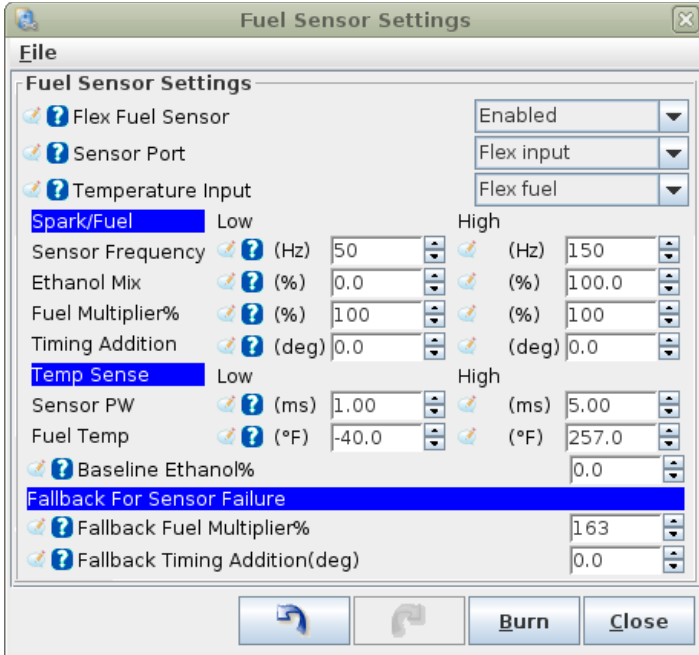 Fuel Sensor Settings
File
Fuel Sensor Settings
? Flex Fuel Sensor Enabled
? Sensor Port Flex input
? Temperature Input Flex fuel
Spark/Fuel Low High
Sensor Frequency ? (Hz) 50 (Hz) 150
Ethanol Mix ? (%) 0.0 (%) 100.0
Fuel Multiplier% ? (%) 100 (%) 100
Timing Addition ? (deg) 0.0 (deg) 0.0
Temp Sense Low High
Sensor PW ? (ms) 1.00 (ms) 5.00
Fuel Temp ? (°F) -40.0 (°F) 257.0
? Baseline Ethanol% 0.0
Fallback For Sensor Failure
? Fallback Fuel Multiplier% 163
? Fallback Timing Addition(deg) 0.0
Burn Close